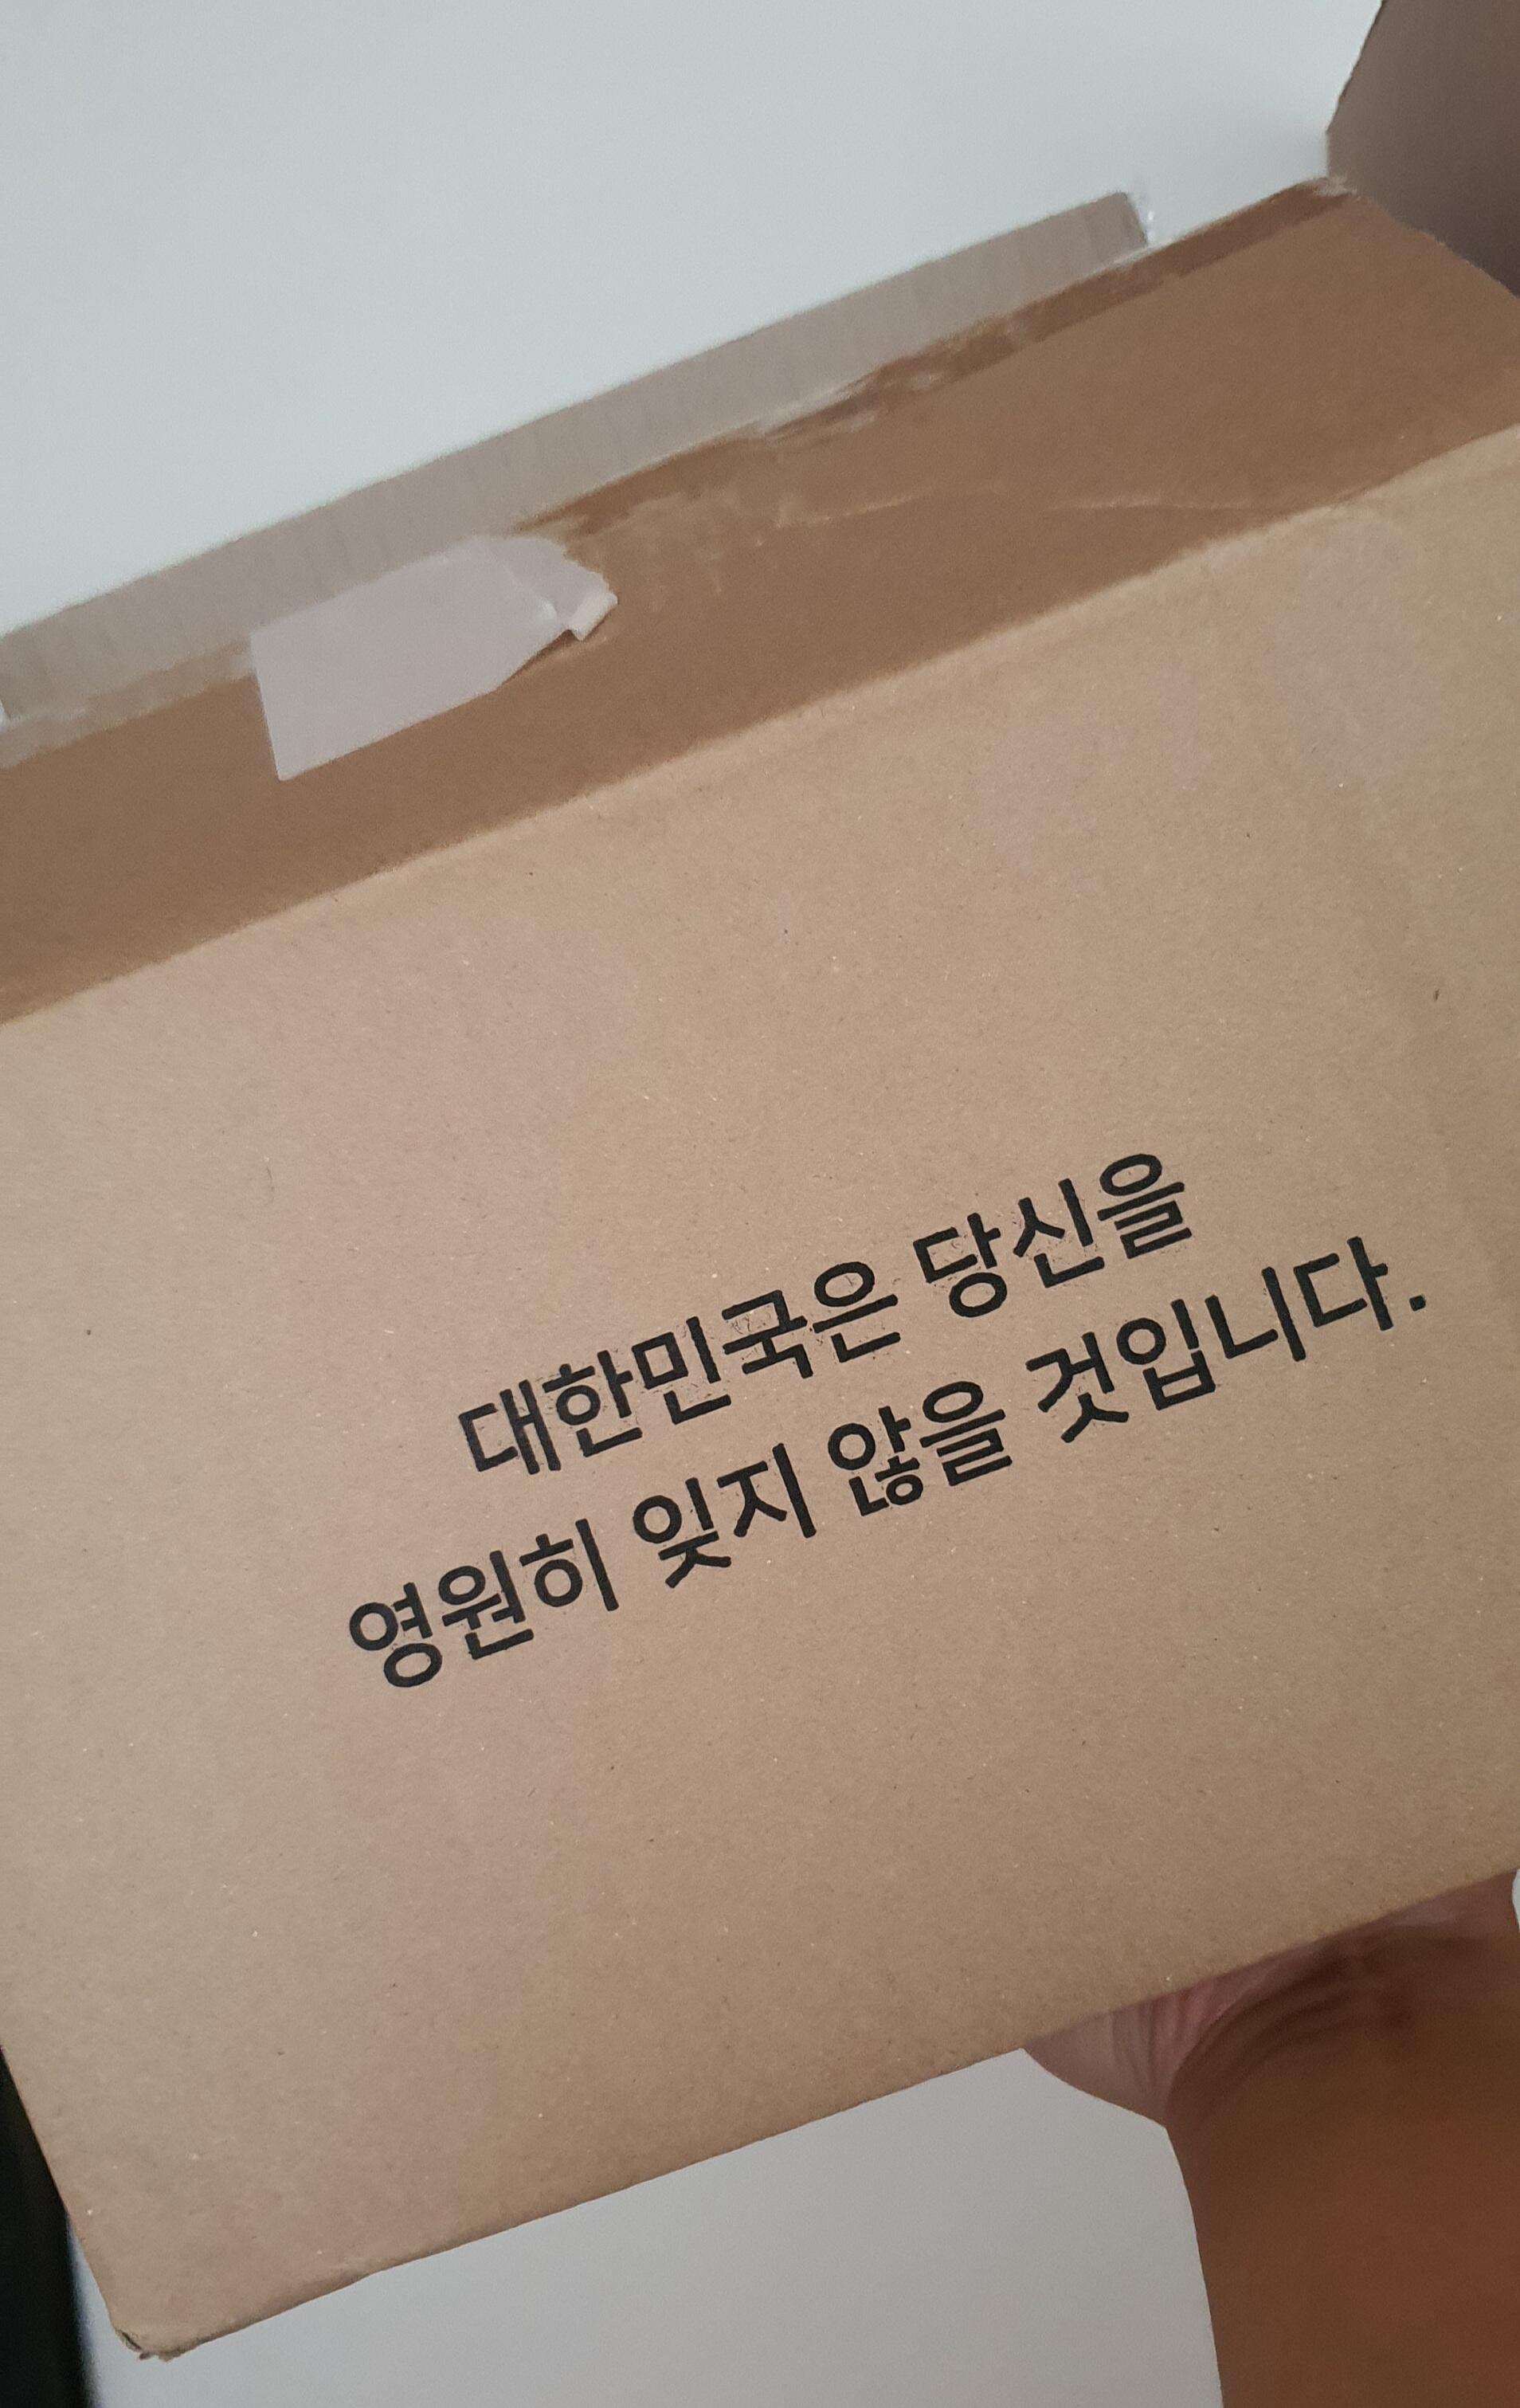 대한민국은 당신을
영원히 잊지 않을 것입니다.